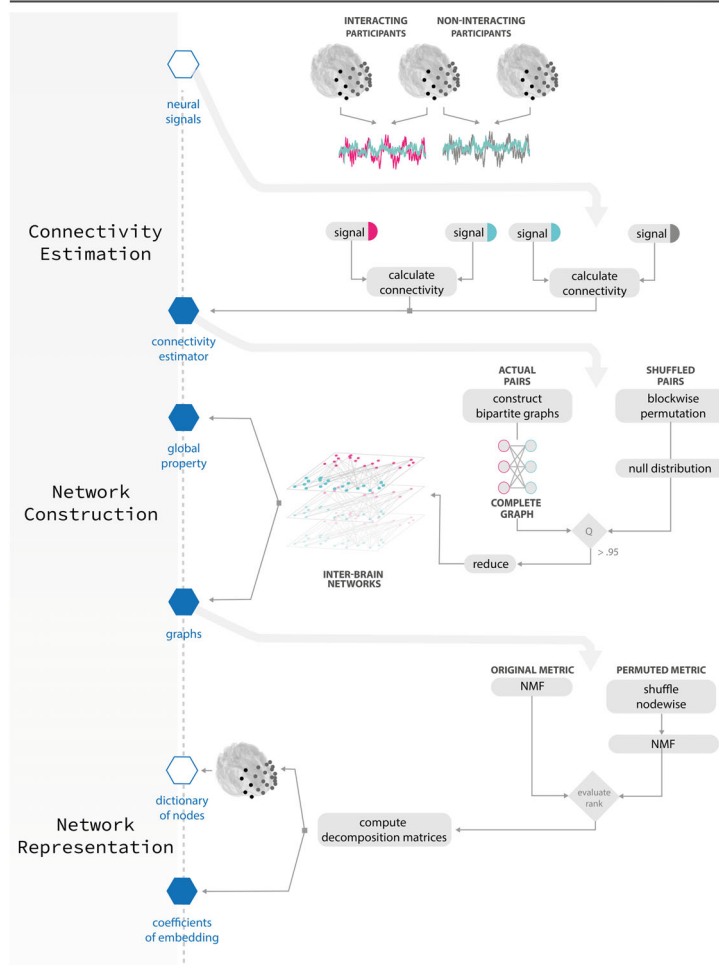 INTERACTING
PARTICIPANTS
NON-INTERACTING
PARTICIPANTS
neural
signals
Connectivity
Estimation
signal
signal
signal
signal
calculate
connectivity
calculate
connectivity
connectivity
estimator
ACTUAL
PAIRS
SHUFFLED
PAIRS
construct
bipartite graphs
blockwise
permutation
global
property
null distribution
Network
Construction
COMPLETE
GRAPH
Q
> .95
reduce
INTER-BRAIN
NETWORKS
graphs
ORIGINAL METRIC
PERMUTED METRIC
NMF
shuffle
nodewise
NMF
evaluate
rank
dictionary
of nodes
Network
Representation
compute
decomposition matrices
coefficients
of embedding